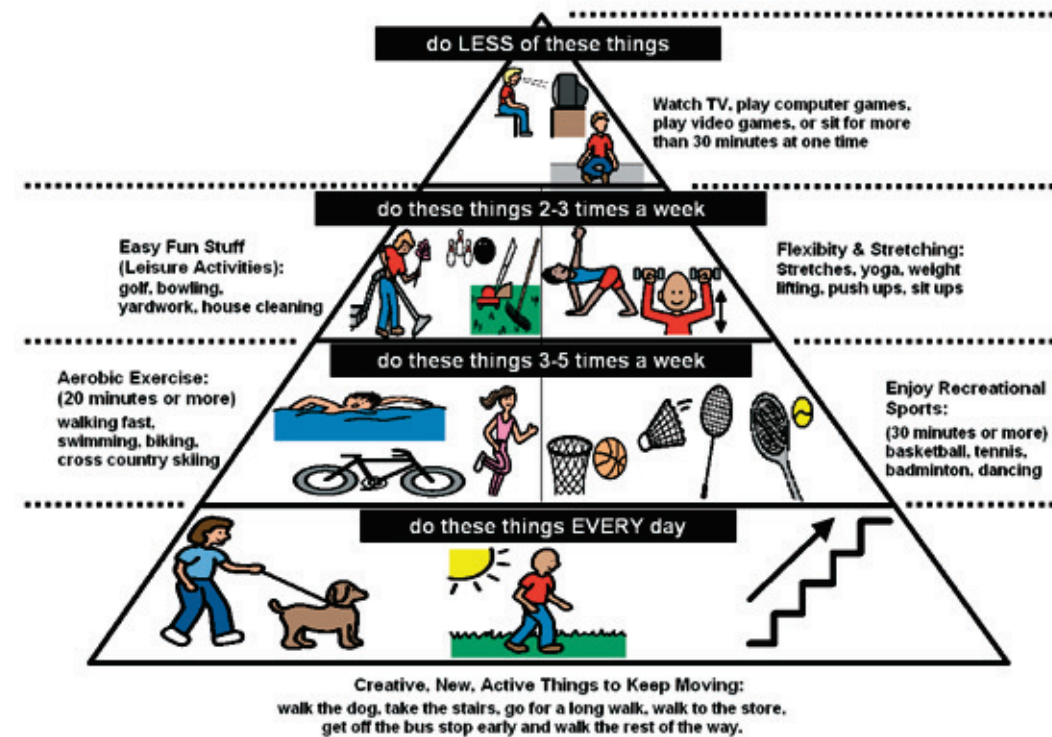 do LESS of these things
Watch TV, play computer games,
play video games, or sit for more
than 30 minutes at one time
do these things 2-3 times a week
Easy Fun Stuff
(Leisure Activities):
golf, bowling,
yardwork, house cleaning
Flexibity & Stretching:
Stretches, yoga, weight
lifting, push ups, sit ups
do these things 3-5 times a week
Aerobic Exercise:
(20 minutes or more)
walking fast,
swimming, biking,
cross country skiing
Enjoy Recreational
Sports:
(30 minutes or more)
basketball, tennis,
badminton, dancing
do these things EVERY day
Creative, New, Active Things to Keep Moving:
walk the dog, take the stairs, go for a long walk, walk to the store,
get off the bus stop early and walk the rest of the way.